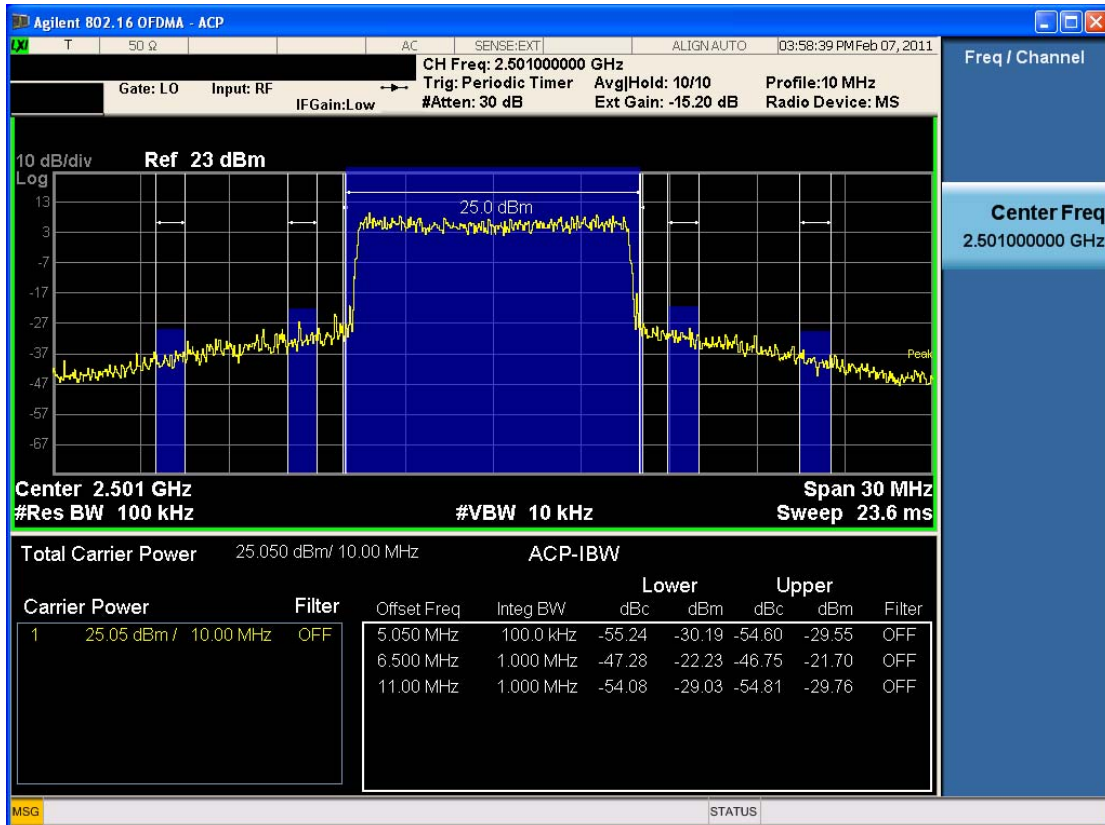 Agilent 802.16 OFDMA - ACP
LXI T 50 Ω AC SENSE:EXT ALIGN AUTO 03:58:39 PM Feb 07, 2011
CH Freq: 2.501000000 GHz
Gate: LO Input: RF Trig: Periodic Timer Avg|Hold: 10/10 Profile:10 MHz
IFGain:Low #Atten: 30 dB Ext Gain: -15.20 dB Radio Device: MS
Freq / Channel
Center Freq
2.501000000 GHz
10 dB/div Ref 23 dBm
Log
25.0 dBm
13
3
-7
-17
-27
-37
Peak
-47
-57
-67
Center 2.501 GHz Span 30 MHz
#Res BW 100 kHz #VBW 10 kHz Sweep 23.6 ms
Total Carrier Power 25.050 dBm/ 10.00 MHz ACP-IBW
Lower Upper
Carrier Power Filter Offset Freq Integ BW dBc dBm dBc dBm Filter
1 25.05 dBm / 10.00 MHz OFF 5.050 MHz 100.0 kHz -55.24 -30.19 -54.60 -29.55 OFF
6.500 MHz 1.000 MHz -47.28 -22.23 -46.75 -21.70 OFF
11.00 MHz 1.000 MHz -54.08 -29.03 -54.81 -29.76 OFF
MSG STATUS